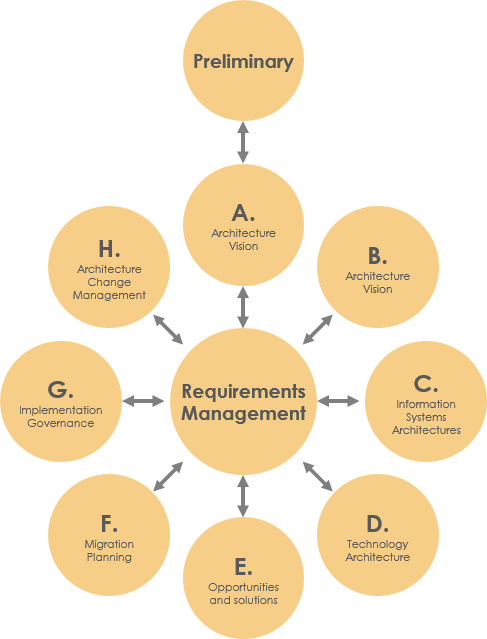 Preliminary
A.
Architecture
Vision
B.
Architecture
Vision
C.
Information
Systems
Architectures
D.
Technology
Architecture
E.
Opportunities
and solutions
F.
Migration
Planning
G.
Implementation
Governance
H.
Architecture
Change
Management
Requirements
Management